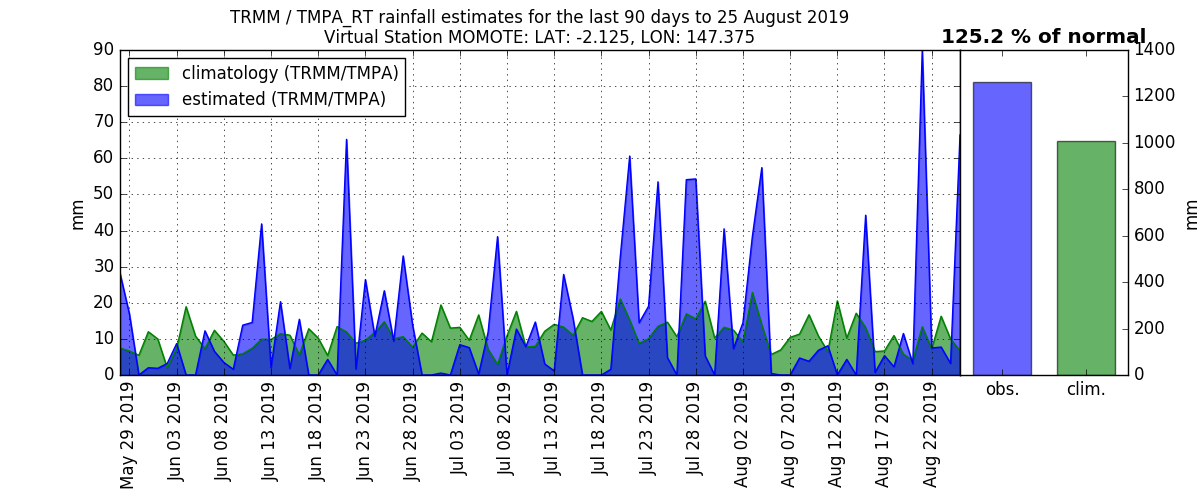 TRMM / TMPA_RT rainfall estimates for the last 90 days to 25 August 2019
Virtual Station MOMOTE: LAT: -2.125, LON: 147.375
125.2 % of normal
climatology (TRMM/TMPA)
estimated (TRMM/TMPA)
mm
90
80
70
60
50
40
30
20
10
0
May 29 2019
Jun 03 2019
Jun 08 2019
Jun 13 2019
Jun 18 2019
Jun 23 2019
Jun 28 2019
Jul 03 2019
Jul 08 2019
Jul 13 2019
Jul 18 2019
Jul 23 2019
Jul 28 2019
Aug 02 2019
Aug 07 2019
Aug 12 2019
Aug 17 2019
Aug 22 2019
obs.
clim.
1400
1200
1000
800
600
400
200
0
mm